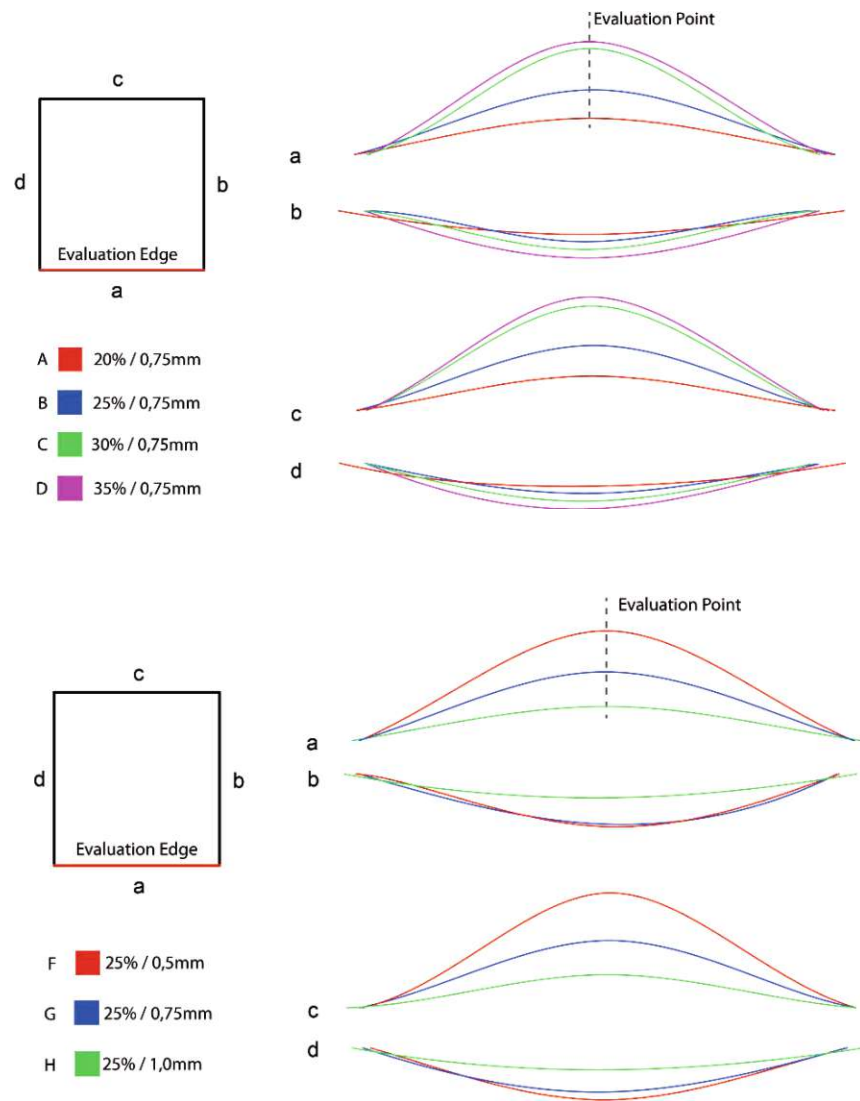 Evaluation Point
c
a
d
b
b
Evaluation Edge
a
A 20% / 0,75mm
B 25% / 0,75mm
c
C 30% / 0,75mm
d
D 35% / 0,75mm
Evaluation Point
c
a
d
b
b
Evaluation Edge
a
F 25% / 0,5mm
G 25% / 0,75mm
c
d
H 25% / 1,0mm